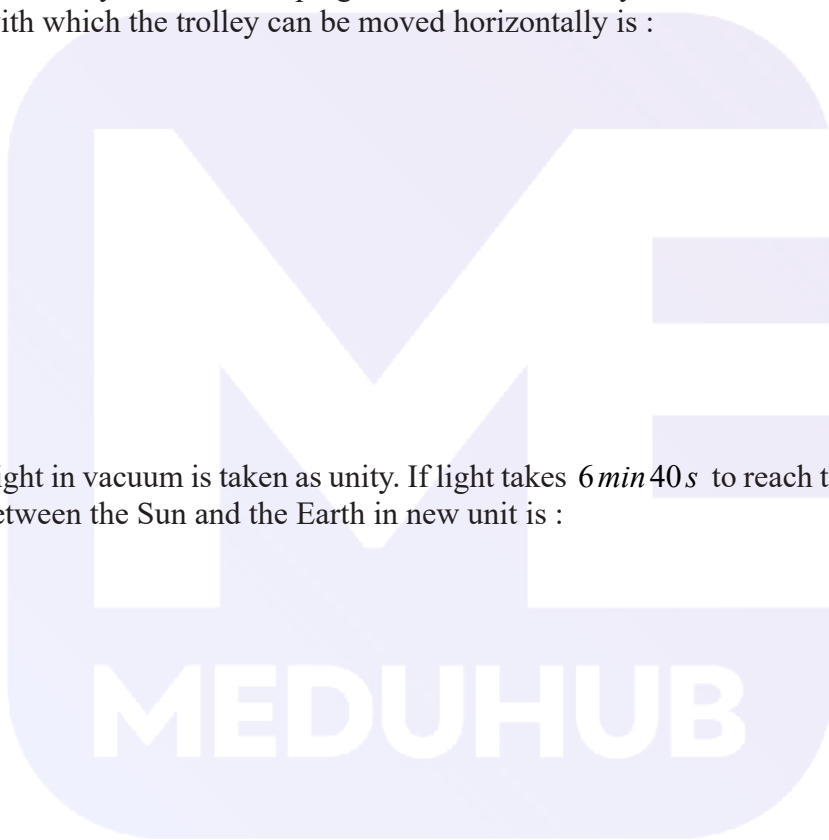 with which the trolley can be moved horizontally is :
ight in vacuum is taken as unity. If light takes 6 min 40 s to reach t
etween the Sun and the Earth in new unit is :
MEDUHUB